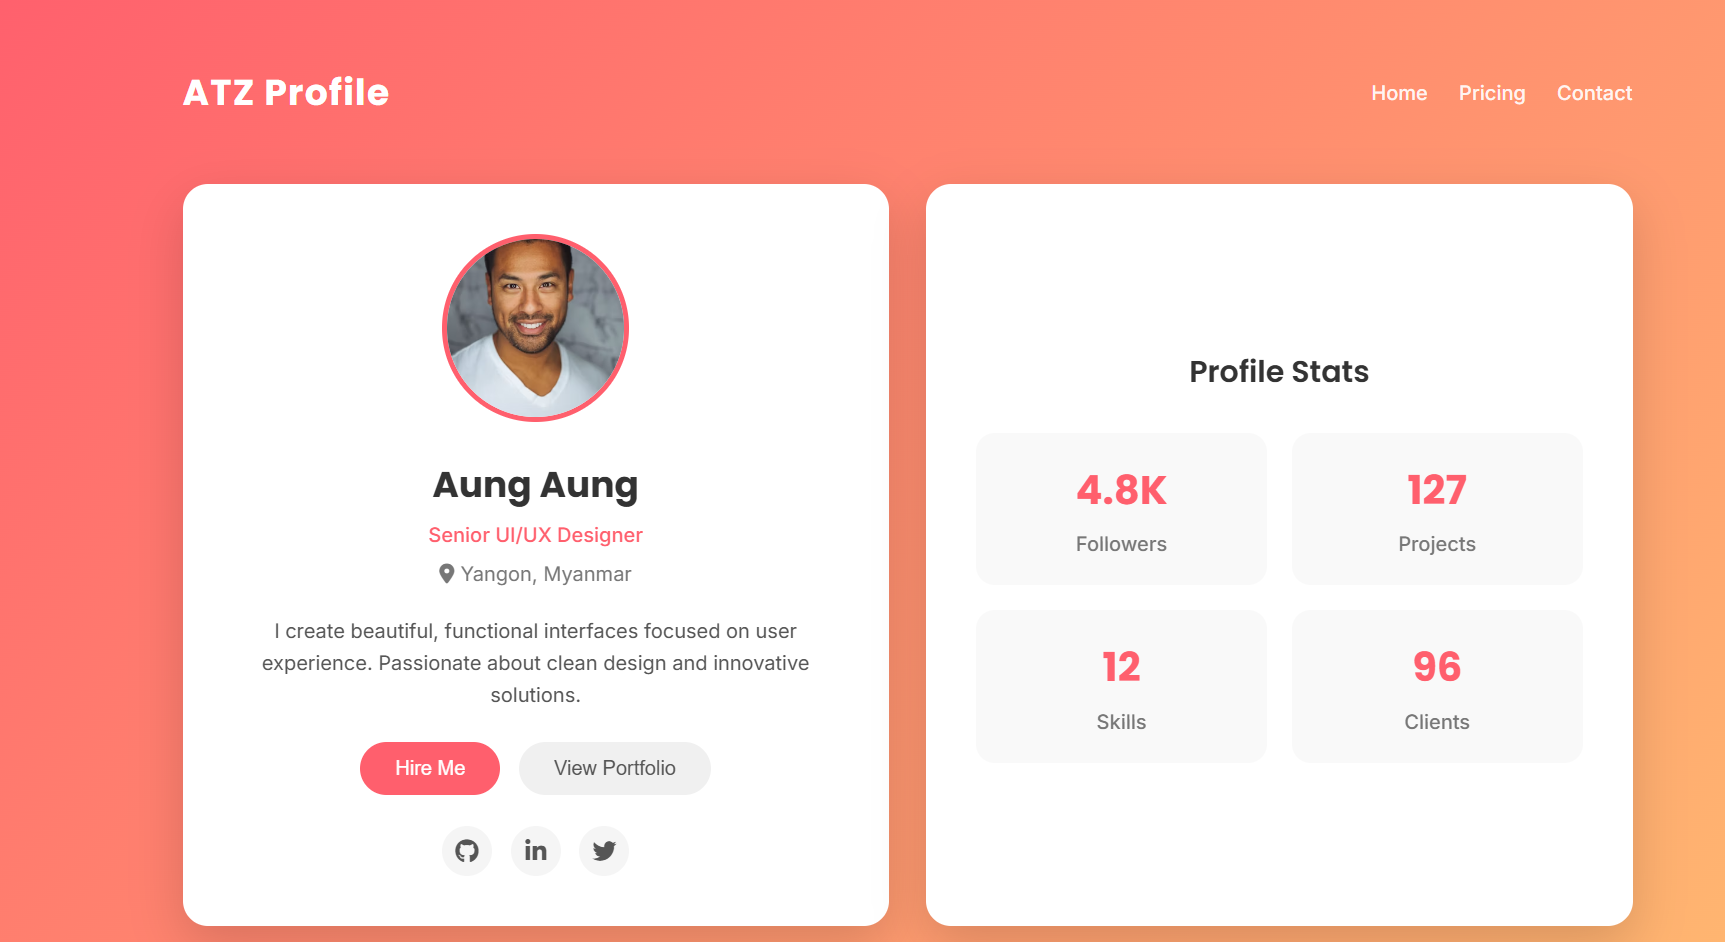 ATZ Profile
Home Pricing Contact
Aung Aung
Senior UI/UX Designer
Yangon, Myanmar
I create beautiful, functional interfaces focused on user
experience. Passionate about clean design and innovative
solutions.
Hire Me View Portfolio
in
Profile Stats
4.8K
Followers
127
Projects
12
Skills
96
Clients